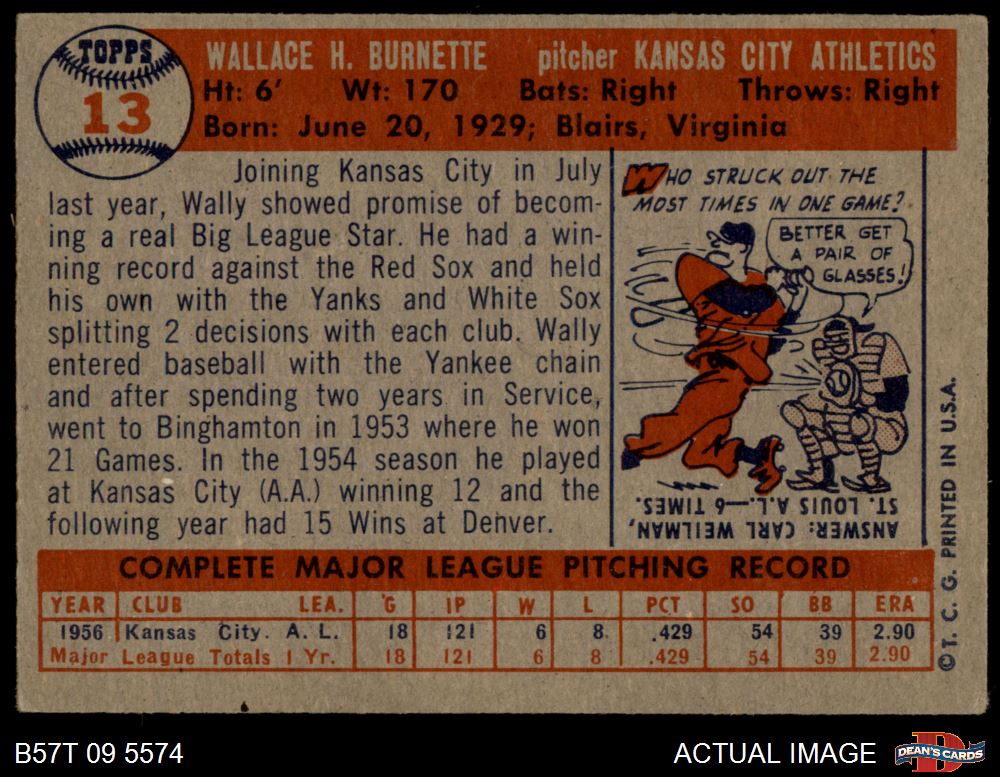 TOPPS
13
WALLACE H. BURNETTE pitcher KANSAS CITY ATHLETICS
Ht: 6' Wt: 170 Bats: Right Throws: Right
Born: June 20, 1929; Blairs, Virginia
Joining Kansas City in July
last year, Wally showed promise of becom-
ing a real Big League Star. He had a win-
ning record against the Red Sox and held
his own with the Yanks and White Sox
splitting 2 decisions with each club. Wally
entered baseball with the Yankee chain
and after spending two years in Service,
went to Binghamton in 1953 where he won
21 Games. In the 1954 season he played
at Kansas City (A.A.) winning 12 and the
following year had 15 Wins at Denver.
WHO STRUCK OUT THE
MOST TIMES IN ONE GAME?
BETTER GET
A PAIR OF
GLASSES!
ANSWER: CARL WEILMAN,
ST. LOUIS A.L.—6 TIMES.
© T. C. G. PRINTED IN U.S.A.
COMPLETE MAJOR LEAGUE PITCHING RECORD
YEAR CLUB LEA. G IP W L PCT SO BB ERA
1956 Kansas City. A. L. 18 121 6 8 .429 54 39 2.90
Major League Totals 1 Yr. 18 121 6 8 .429 54 39 2.90
B57T 09 5574
ACTUAL IMAGE
DEAN'S CARDS